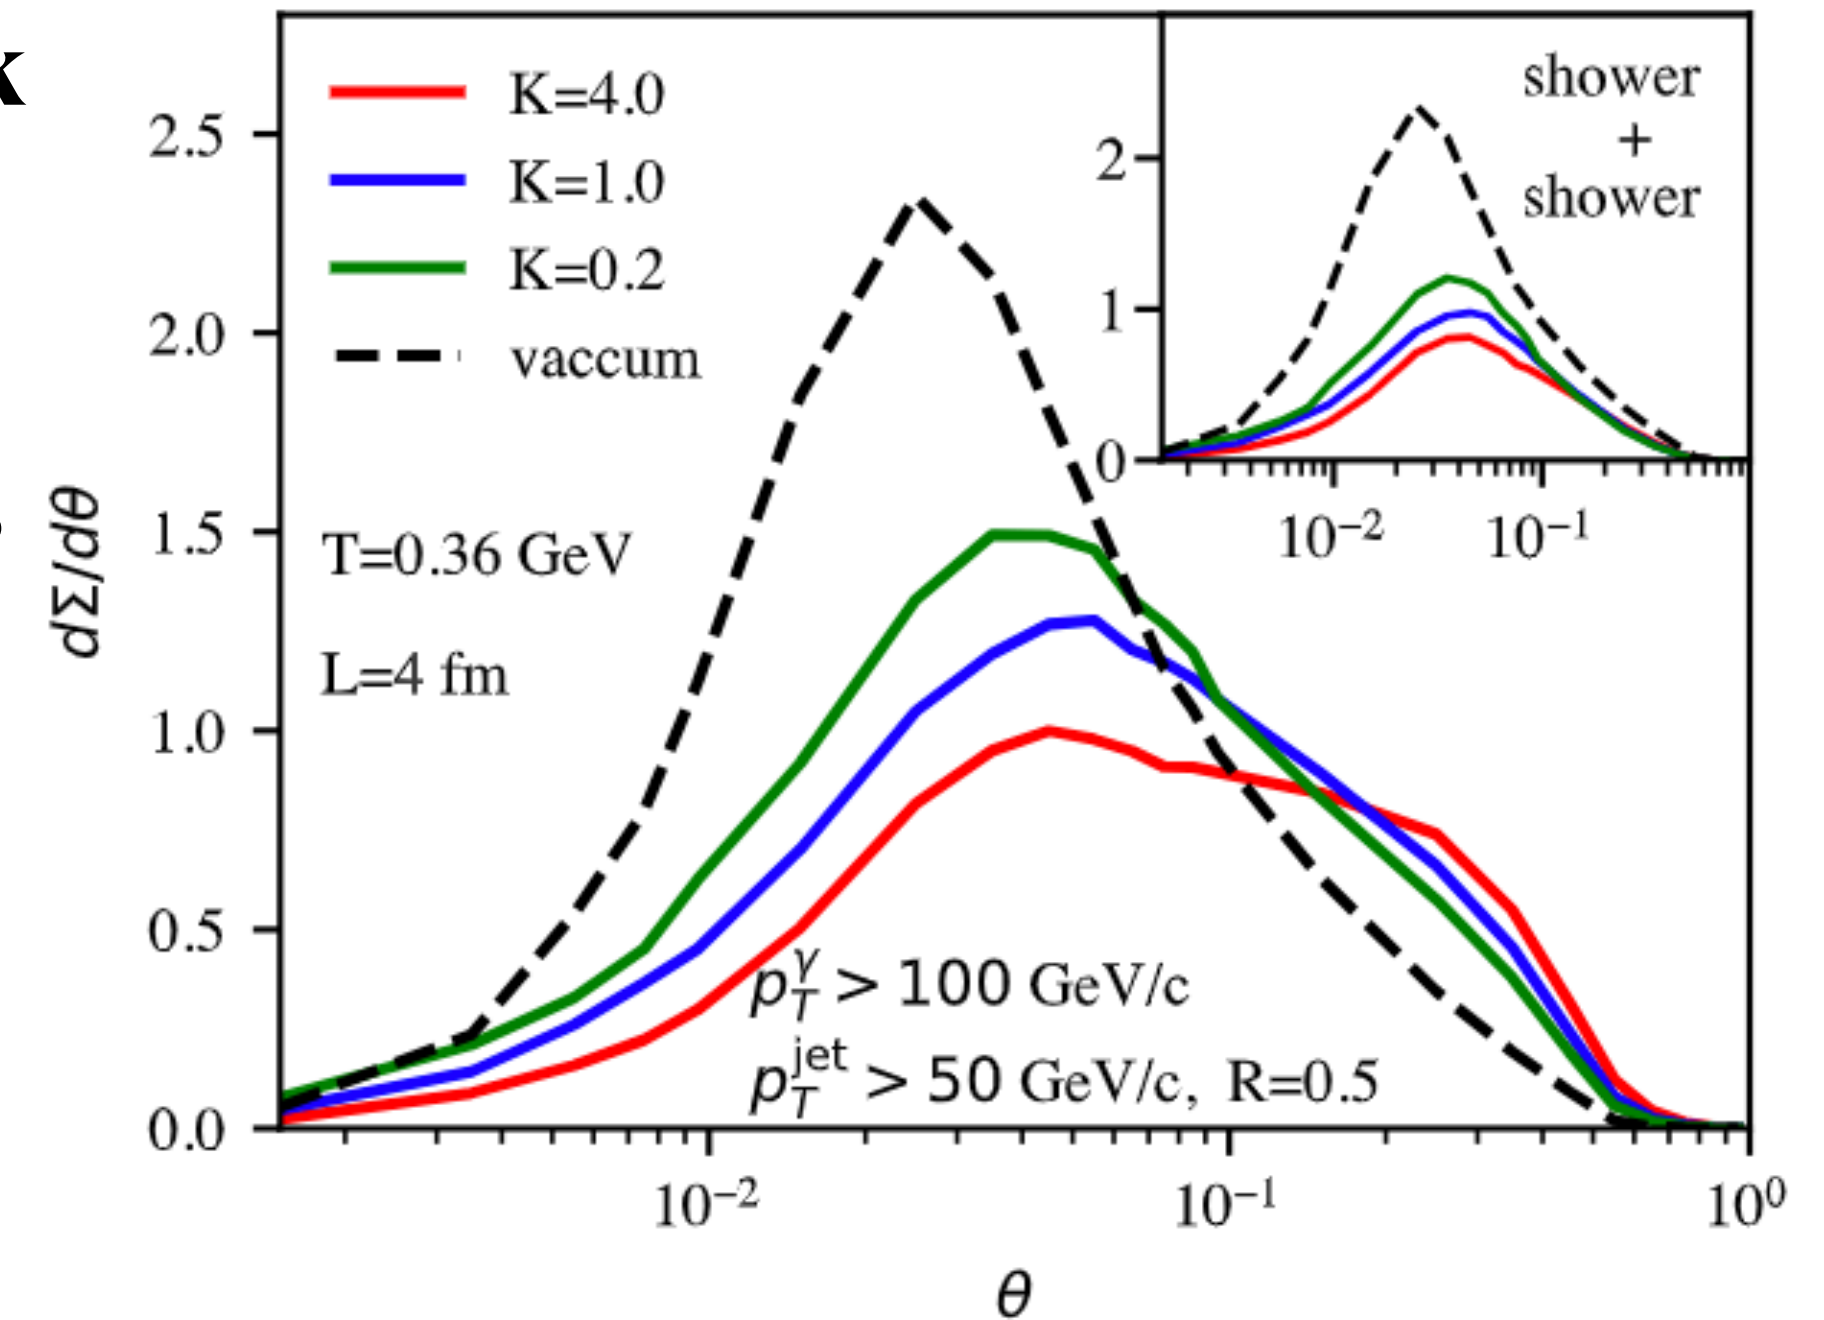 k
K=4.0
K=1.0
K=0.2
vaccum
T=0.36 GeV
L=4 fm
shower
+
shower
2
1
0
10⁻² 10⁻¹
2.5
2.0
1.5
1.0
0.5
0.0
dΣ/dθ
p_T^γ > 100 GeV/c
p_T^jet > 50 GeV/c, R=0.5
10⁻² 10⁻¹ 10⁰
θ